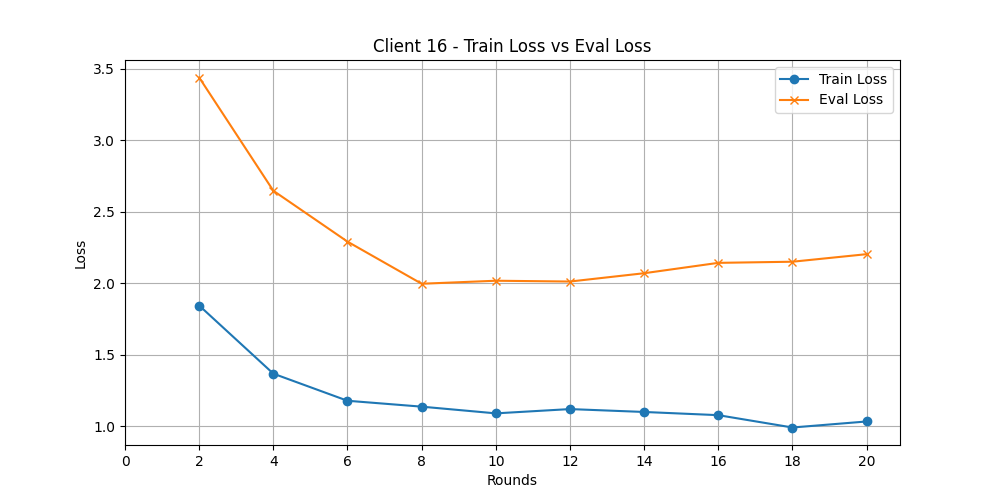 Client 16 - Train Loss vs Eval Loss
Train Loss
Eval Loss
3.5
3.0
2.5
2.0
1.5
1.0
Loss
0 2 4 6 8 10 12 14 16 18 20
Rounds